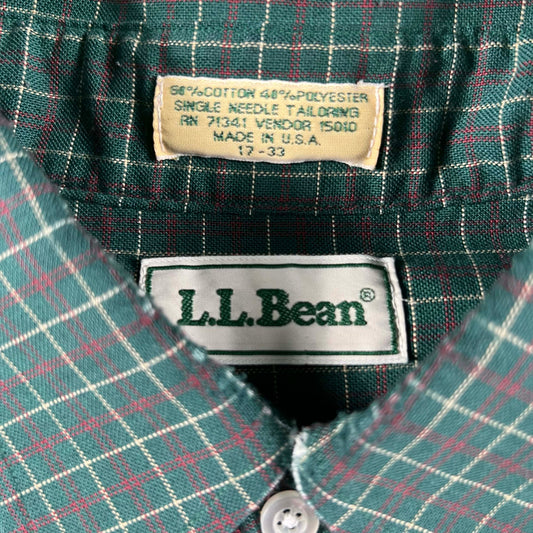 60%COTTON 40%POLYESTER
SINGLE NEEDLE TAILORING
RN 71341 VENDOR 15010
MADE IN U.S.A.
17-33
L.L.Bean®